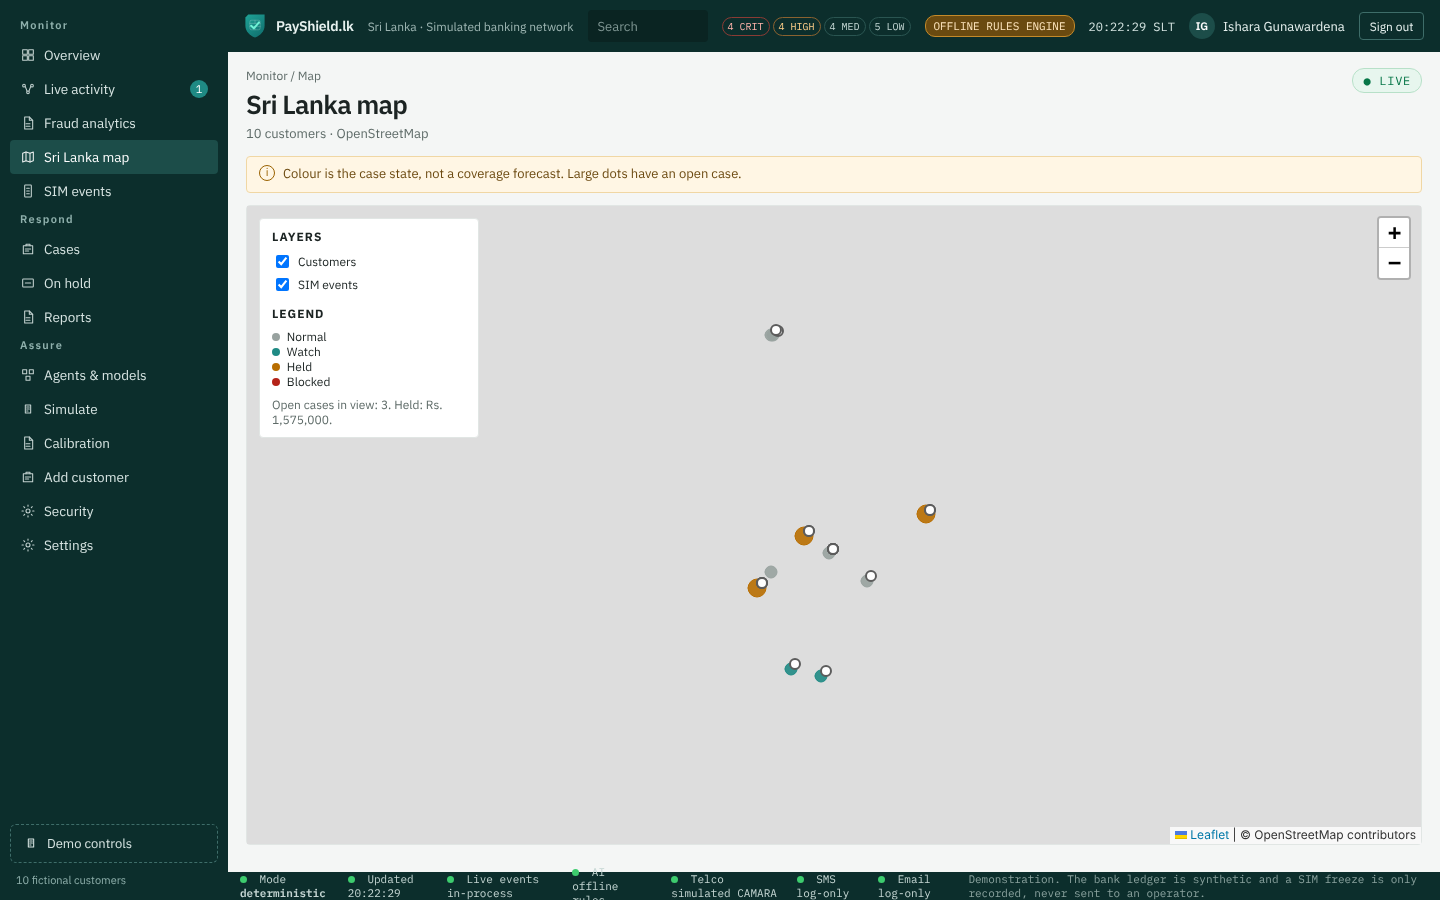 Monitor
Overview
Live activity 1
Fraud analytics
Sri Lanka map
SIM events
Respond
Cases
On hold
Reports
Assure
Agents & models
Simulate
Calibration
Add customer
Security
Settings
Demo controls
10 fictional customers
PayShield.lk Sri Lanka · Simulated banking network Search 4 CRIT 4 HIGH 4 MED 5 LOW OFFLINE RULES ENGINE 20:22:29 SLT IG Ishara Gunawardena Sign out
Monitor / Map
Sri Lanka map
10 customers · OpenStreetMap
● LIVE
Colour is the case state, not a coverage forecast. Large dots have an open case.
LAYERS
Customers
SIM events
LEGEND
Normal
Watch
Held
Blocked
Open cases in view: 3. Held: Rs.
1,575,000.
+
−
Leaflet | © OpenStreetMap contributors
Mode
deterministic
Updated
20:22:29
Live events
in-process
AI
offline
rules
Telco
simulated CAMARA
SMS
log-only
Email
log-only
Demonstration. The bank ledger is synthetic and a SIM freeze is only
recorded, never sent to an operator.